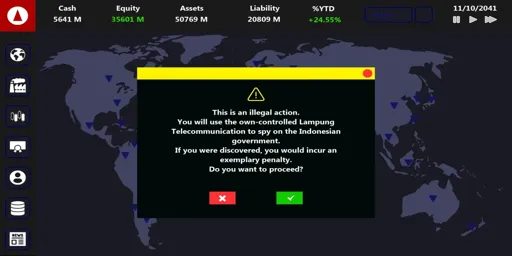 Cash Equity Assets Liability %YTD 11/10/2041
5641 M 35601 M 50769 M 20809 M +24.55%
This is an illegal action.
You will use the own-controlled Lampung
Telecommunication to spy on the Indonesian
government.
If you were discovered, you would incur an
exemplary penalty.
Do you want to proceed?